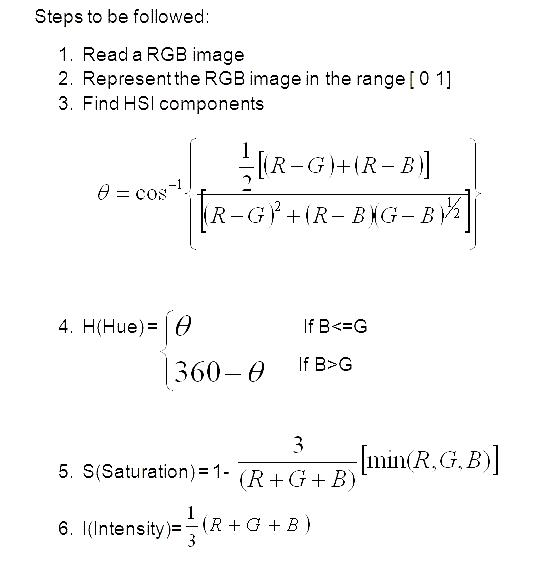 Steps to be followed:
1. Read a RGB image
2. Represent the RGB image in the range [ 0 1]
3. Find HSI components
θ = cos⁻¹ { ½[(R − G)+(R − B)] / [(R − G)² + (R − B)(G − B)^½] }
4. H(Hue)= { θ If B<=G
360 − θ If B>G
5. S(Saturation)=1- 3/(R + G + B) [min(R, G, B)]
6. I(Intensity)= 1/3 (R + G + B)